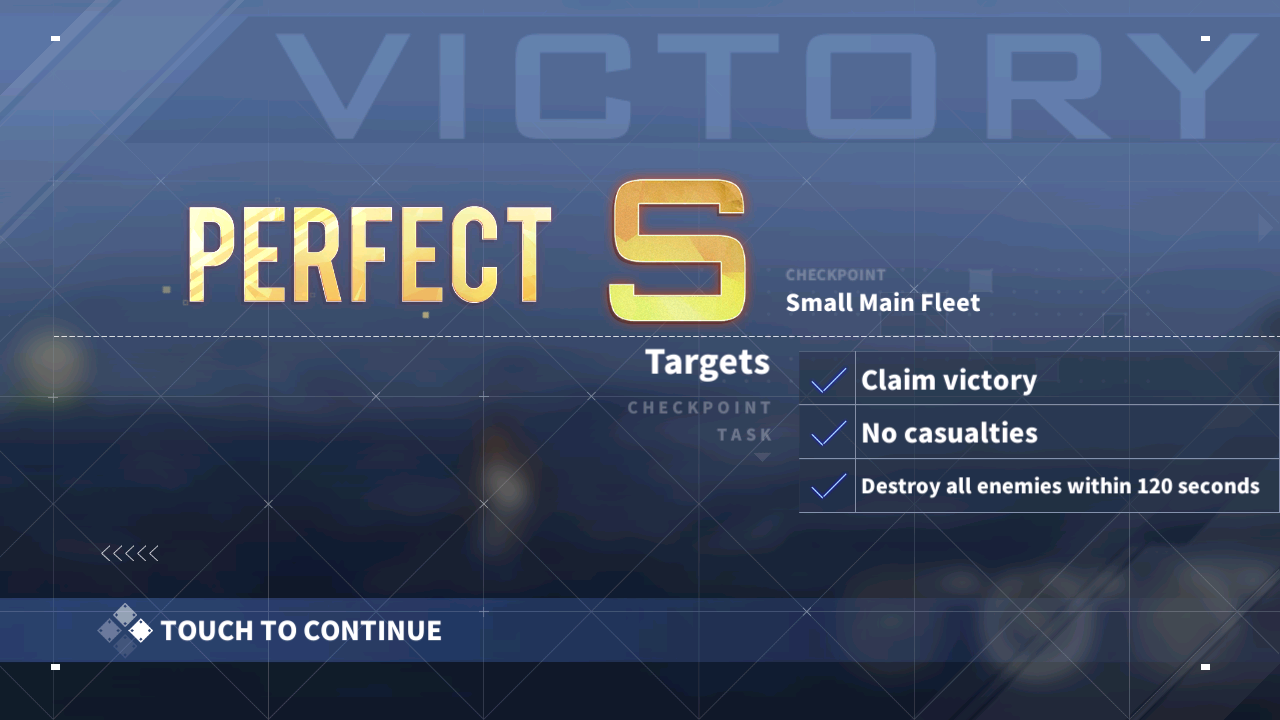 VICTORY
PERFECT S
CHECKPOINT
Small Main Fleet
Targets
CHECKPOINT
TASK
Claim victory
No casualties
Destroy all enemies within 120 seconds
TOUCH TO CONTINUE